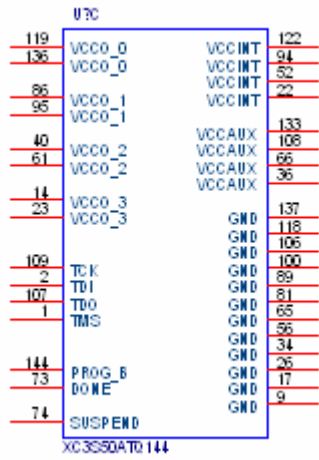 U?C
119 VCCO_0
136 VCCO_0
86 VCCO_1
95 VCCO_1
40 VCCO_2
61 VCCO_2
14 VCCO_3
23 VCCO_3
109 TCK
2 TDI
107 TDO
1 TMS
144 PROG_B
73 DONE
74 SUSPEND
VCCINT 122
VCCINT 94
VCCINT 52
VCCINT 22
VCCAUX 133
VCCAUX 108
VCCAUX 66
VCCAUX 36
GND 137
GND 118
GND 106
GND 100
GND 89
GND 81
GND 65
GND 56
GND 34
GND 26
GND 17
GND 9
XC3S50ATQ144